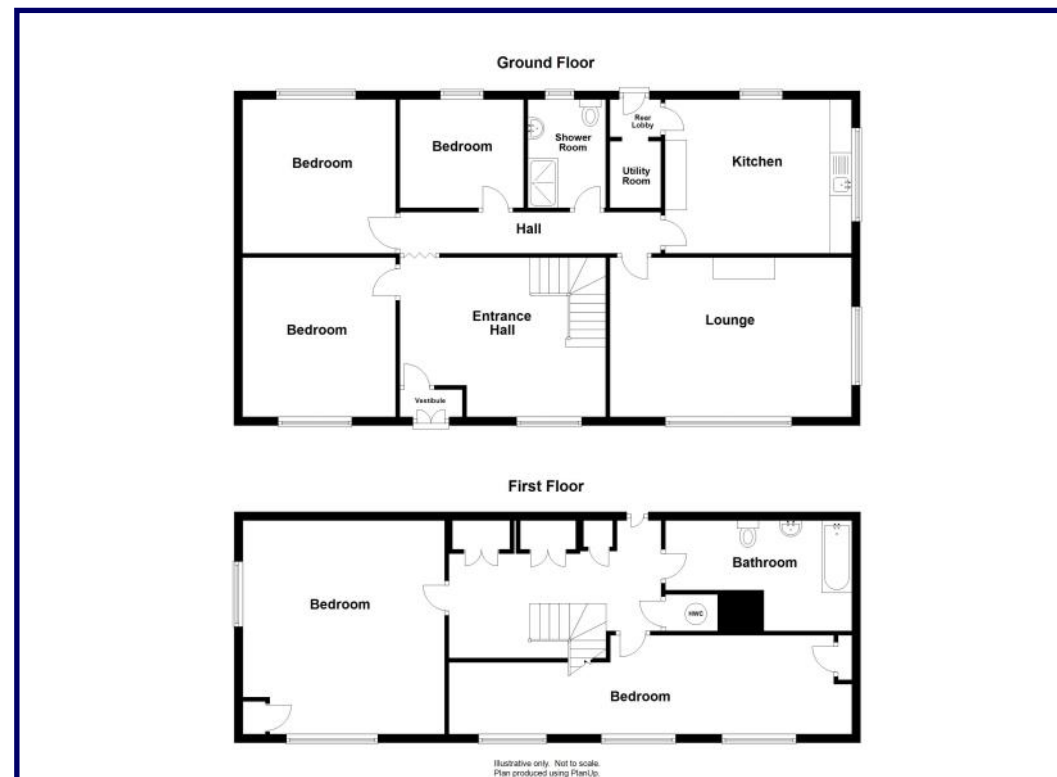 Ground Floor
Bedroom
Bedroom
Shower
Room
Rear
Lobby
Utility
Room
Kitchen
Hall
Bedroom
Entrance
Hall
Vestibule
Lounge
First Floor
Bedroom
Bathroom
HWC
Bedroom
Illustrative only. Not to scale.
Plan produced using PlanUp.